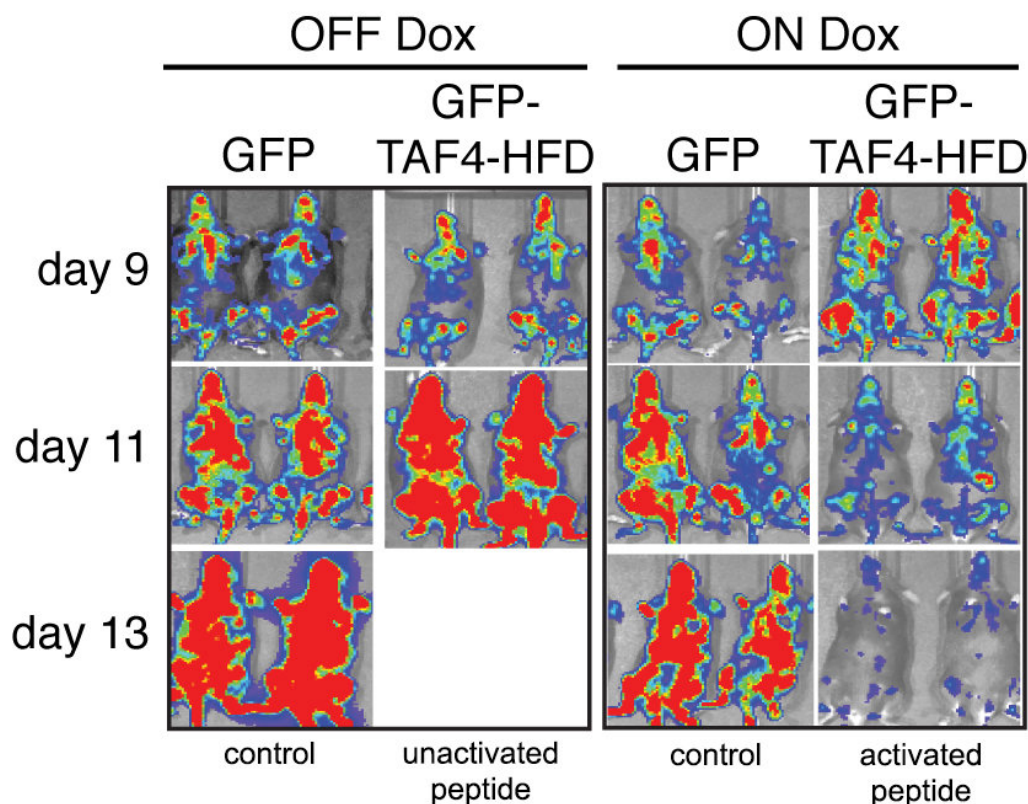 OFF Dox
ON Dox
GFP
GFP-
TAF4-HFD
GFP
GFP-
TAF4-HFD
day 9
day 11
day 13
control
unactivated
peptide
control
activated
peptide